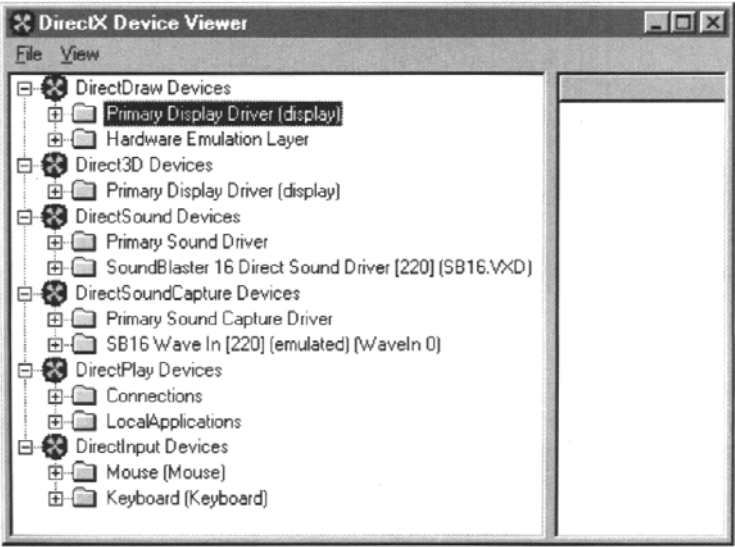 DirectX Device Viewer
File View
DirectDraw Devices
Primary Display Driver (display)
Hardware Emulation Layer
Direct3D Devices
Primary Display Driver (display)
DirectSound Devices
Primary Sound Driver
SoundBlaster 16 Direct Sound Driver [220] (SB16.VXD)
DirectSoundCapture Devices
Primary Sound Capture Driver
SB16 Wave In [220] (emulated) (WaveIn 0)
DirectPlay Devices
Connections
LocalApplications
DirectInput Devices
Mouse (Mouse)
Keyboard (Keyboard)